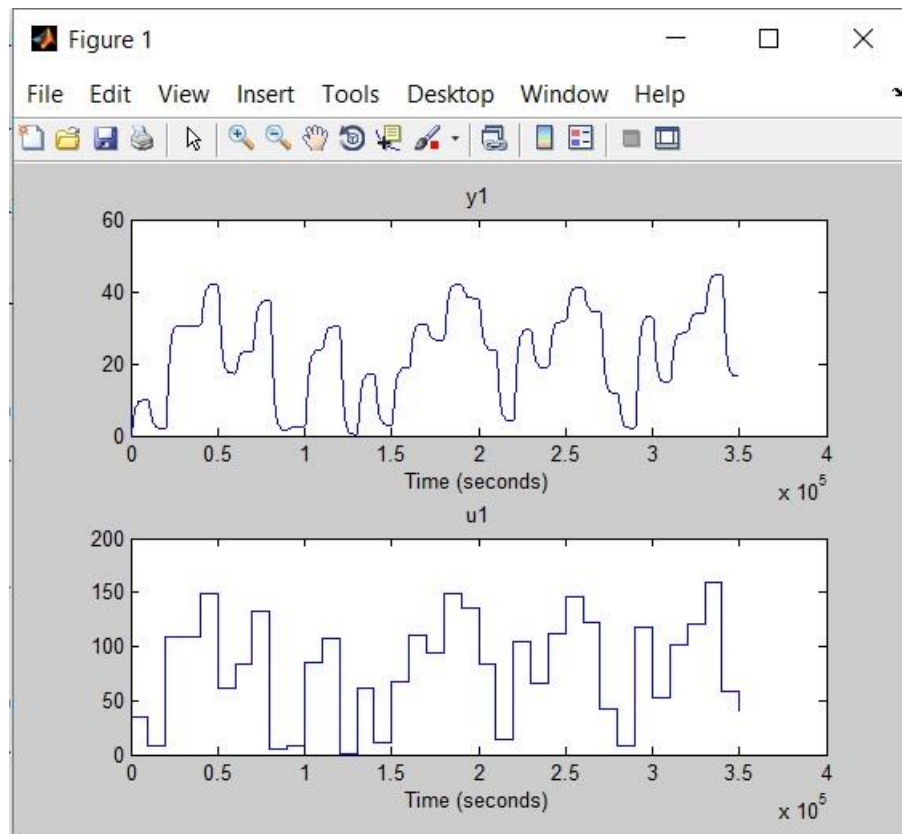 Figure 1
File Edit View Insert Tools Desktop Window Help
y1
60
40
20
0
0 0.5 1 1.5 2 2.5 3 3.5 4
Time (seconds)
x 10^5
u1
200
150
100
50
0
0 0.5 1 1.5 2 2.5 3 3.5 4
Time (seconds)
x 10^5